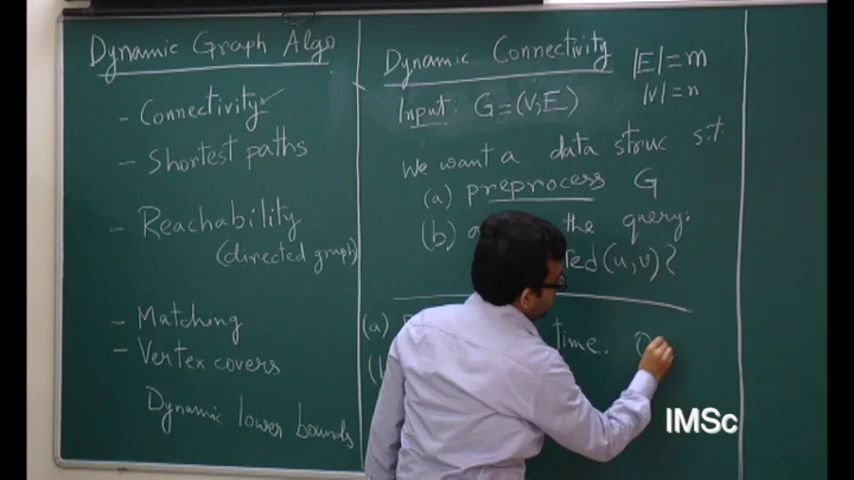 Dynamic Graph Algo
- Connectivity ✓
- Shortest paths
- Reachability
(directed graph)
- Matching
- Vertex covers
Dynamic lower bounds
Dynamic Connectivity
|E| = m
|V| = n
Input: G = (V, E)
We want a data struc s.t.
(a) preprocess G
(b) the query:
(u, v)?
(a) time.
IMSc